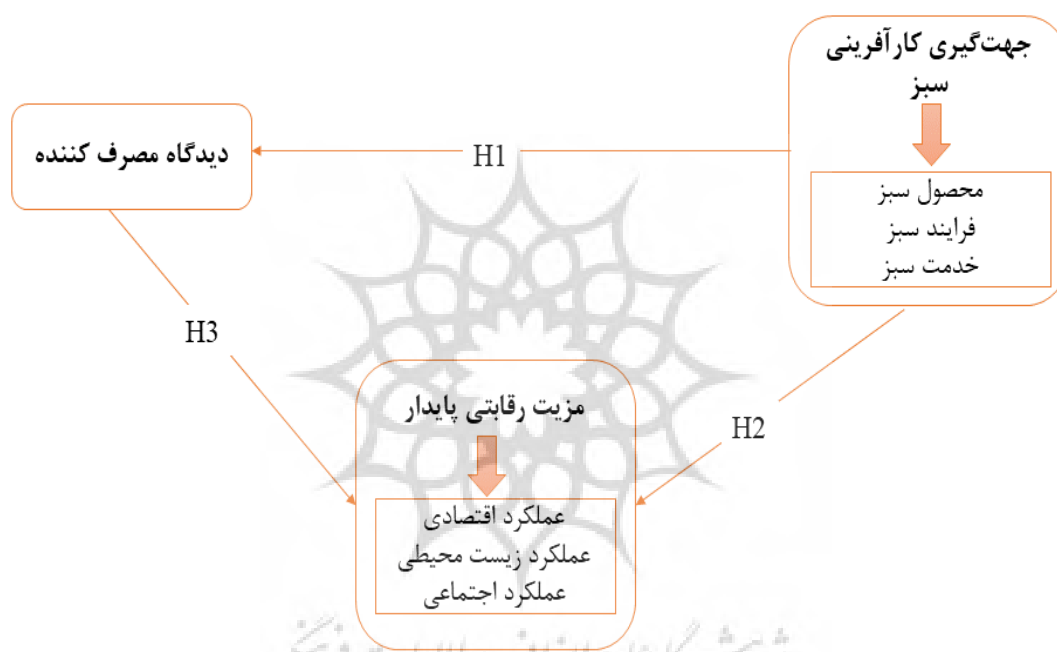 جهت‌گیری کارآفرینی
سبز
محصول سبز
فرایند سبز
خدمت سبز
H1
دیدگاه مصرف کننده
H3
H2
مزیت رقابتی پایدار
عملکرد اقتصادی
عملکرد زیست محیطی
عملکرد اجتماعی